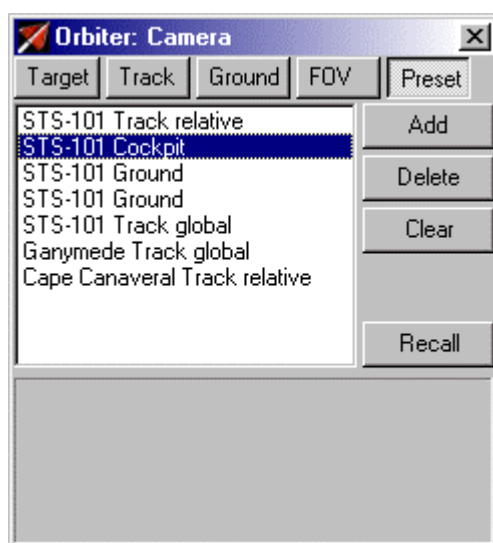 Orbiter: Camera
Target Track Ground FOV Preset
STS-101 Track relative
STS-101 Cockpit
STS-101 Ground
STS-101 Ground
STS-101 Track global
Ganymede Track global
Cape Canaveral Track relative
Add
Delete
Clear
Recall